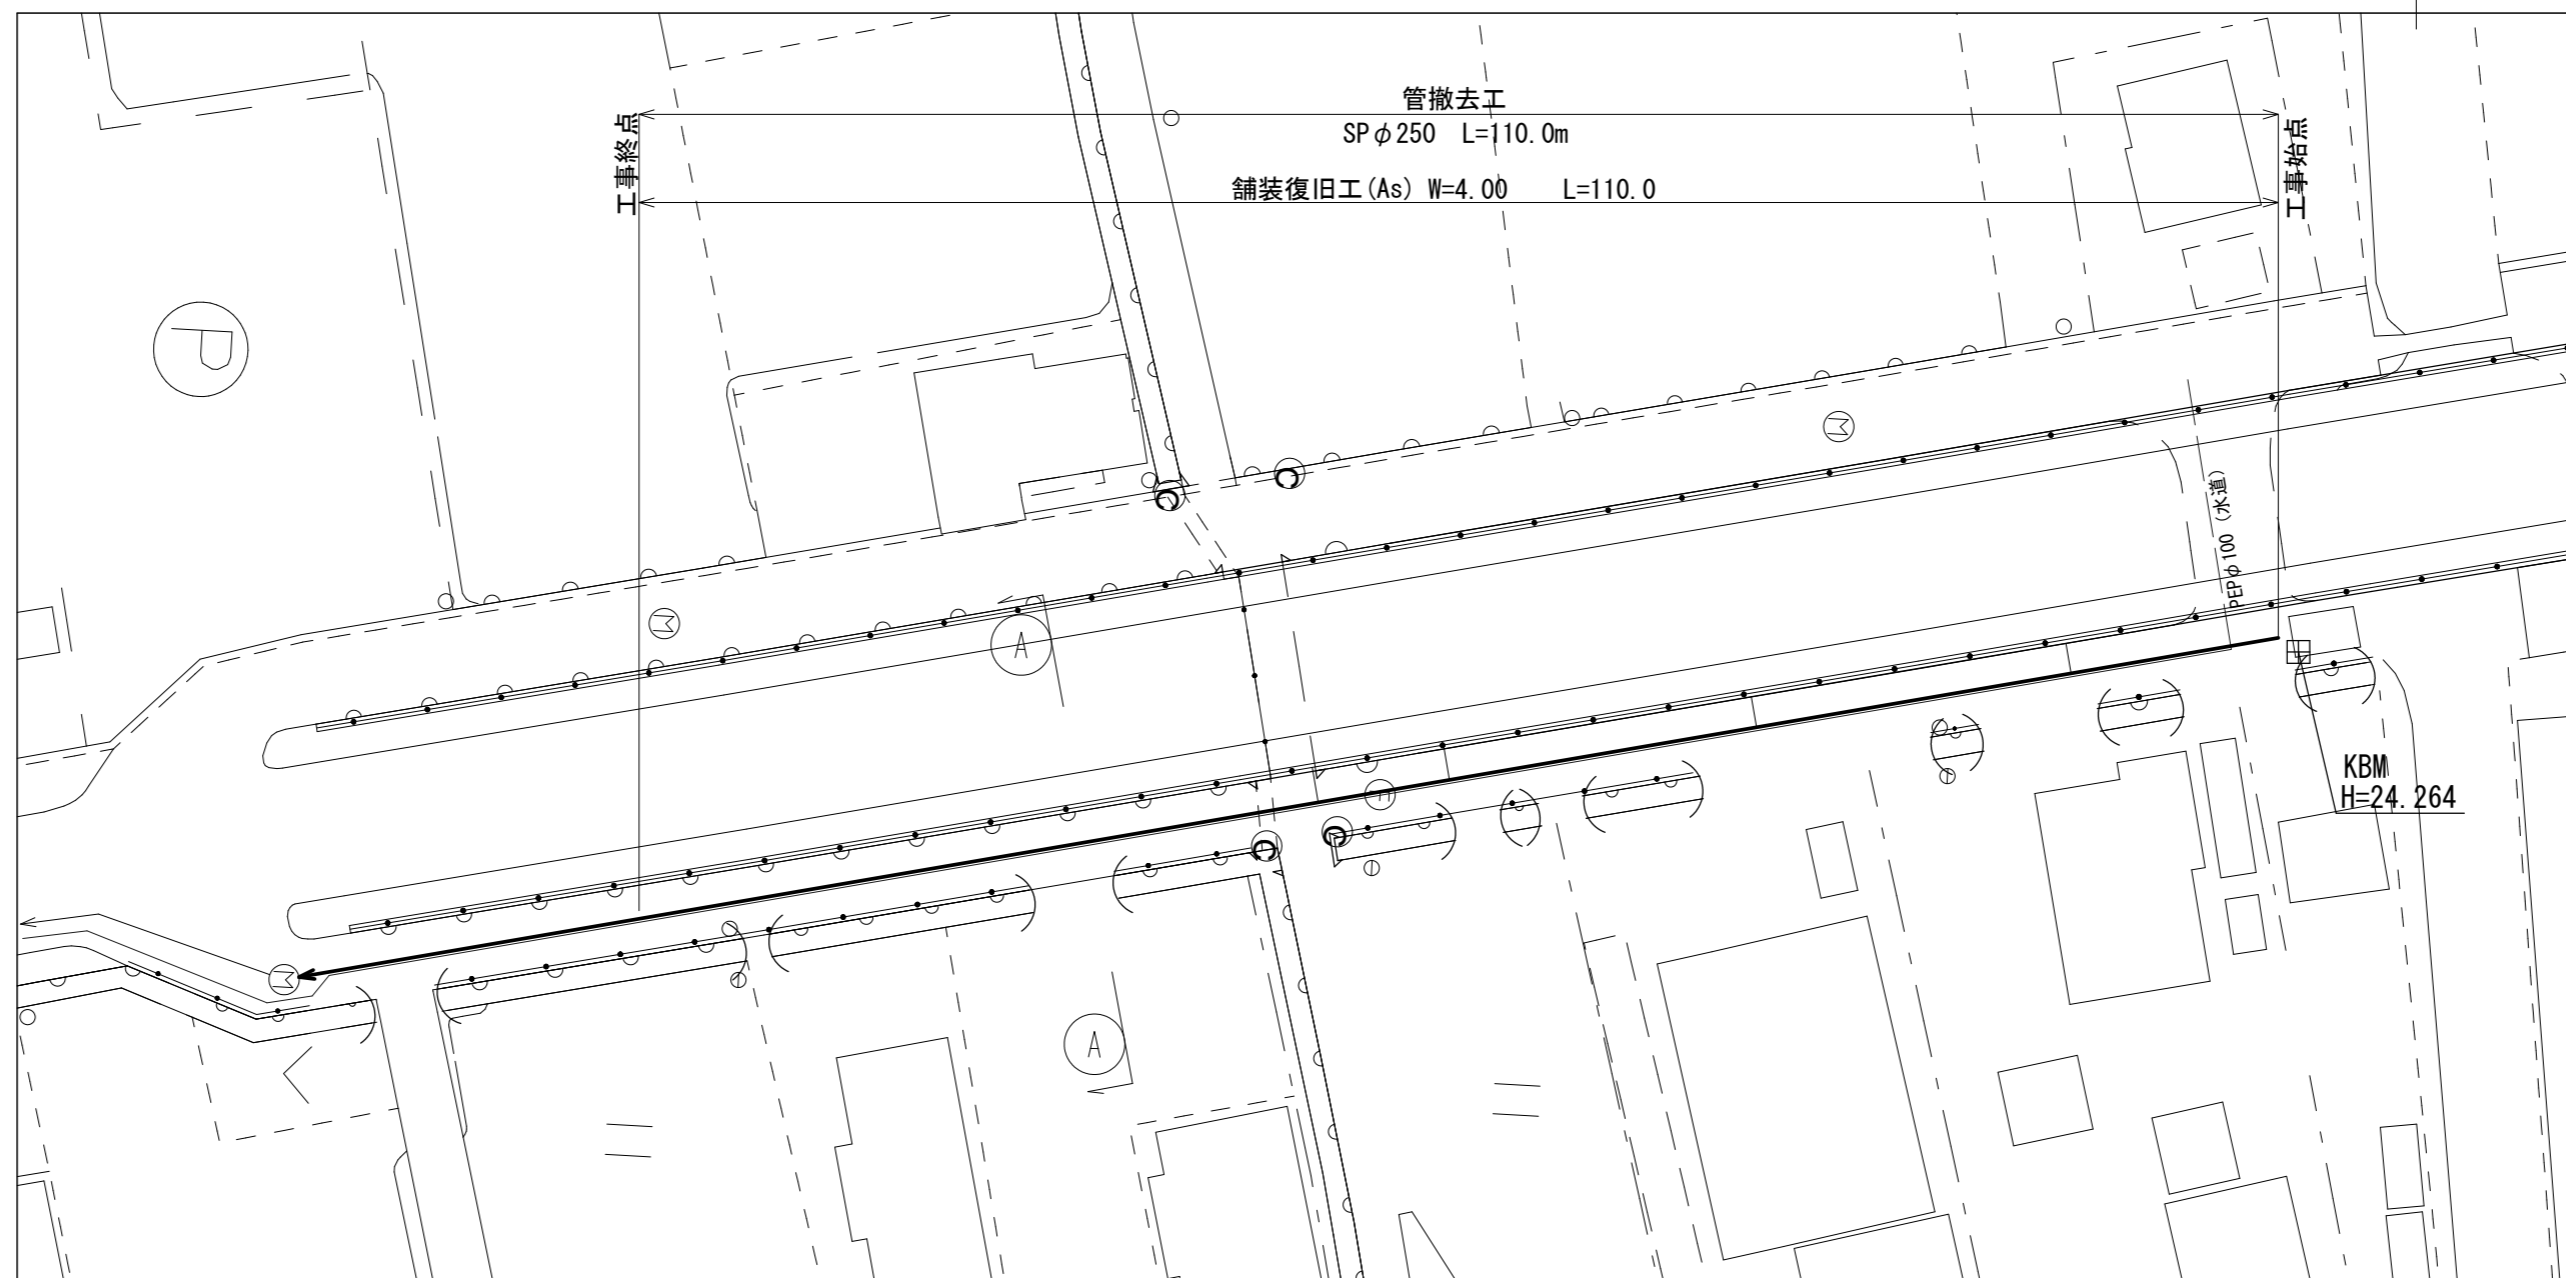 管撤去工
SPφ250 L=110.0m
舗装復旧工(As) W=4.00 L=110.0
工事終点
工事始点
P
M
C
C
M
A
PEPφ100 (水道)
KBM
H=24.264
E
C
C
M
A